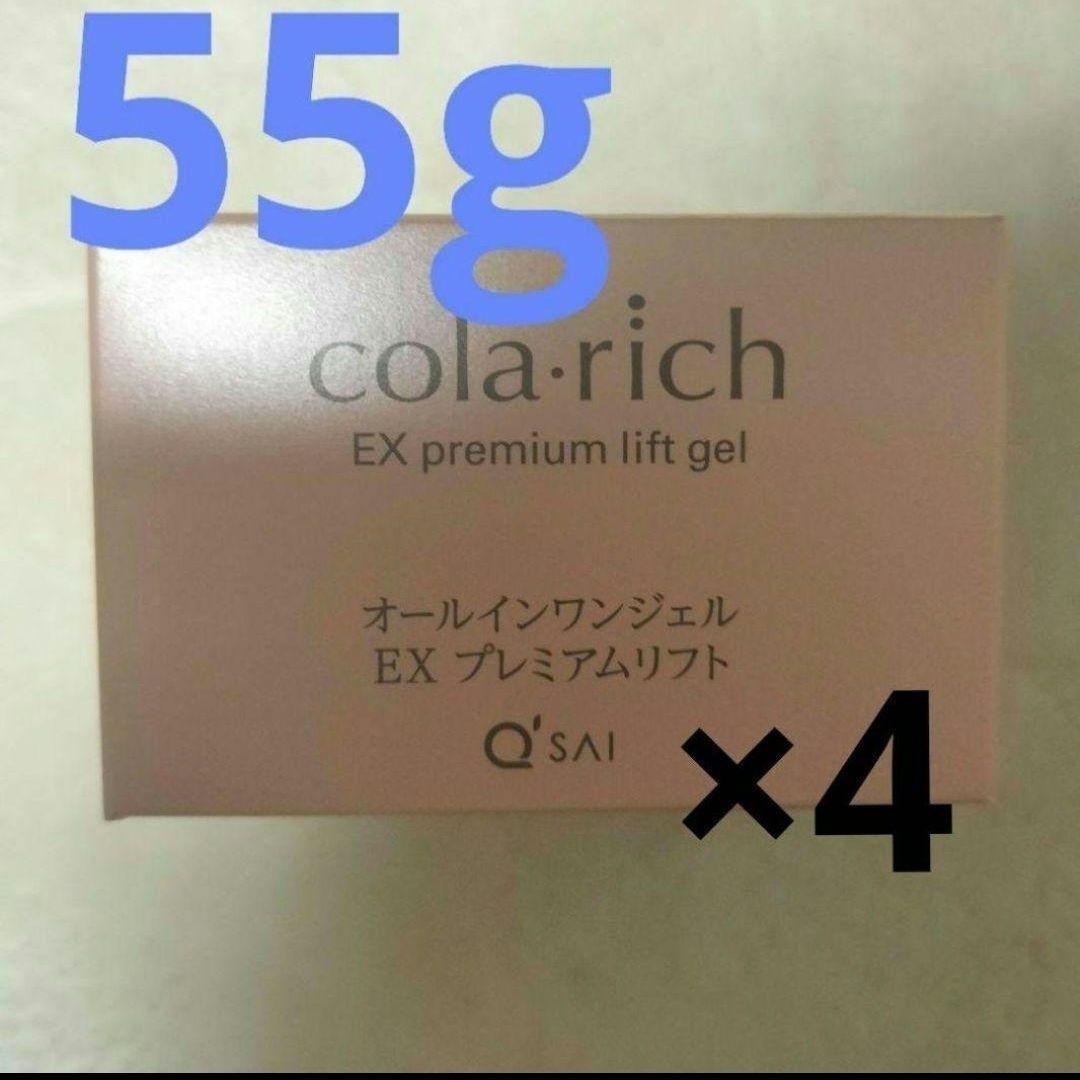 55g
cola·rich
EX premium lift gel
オールインワンジェル
EX プレミアムリフト
Q'SAI
×4